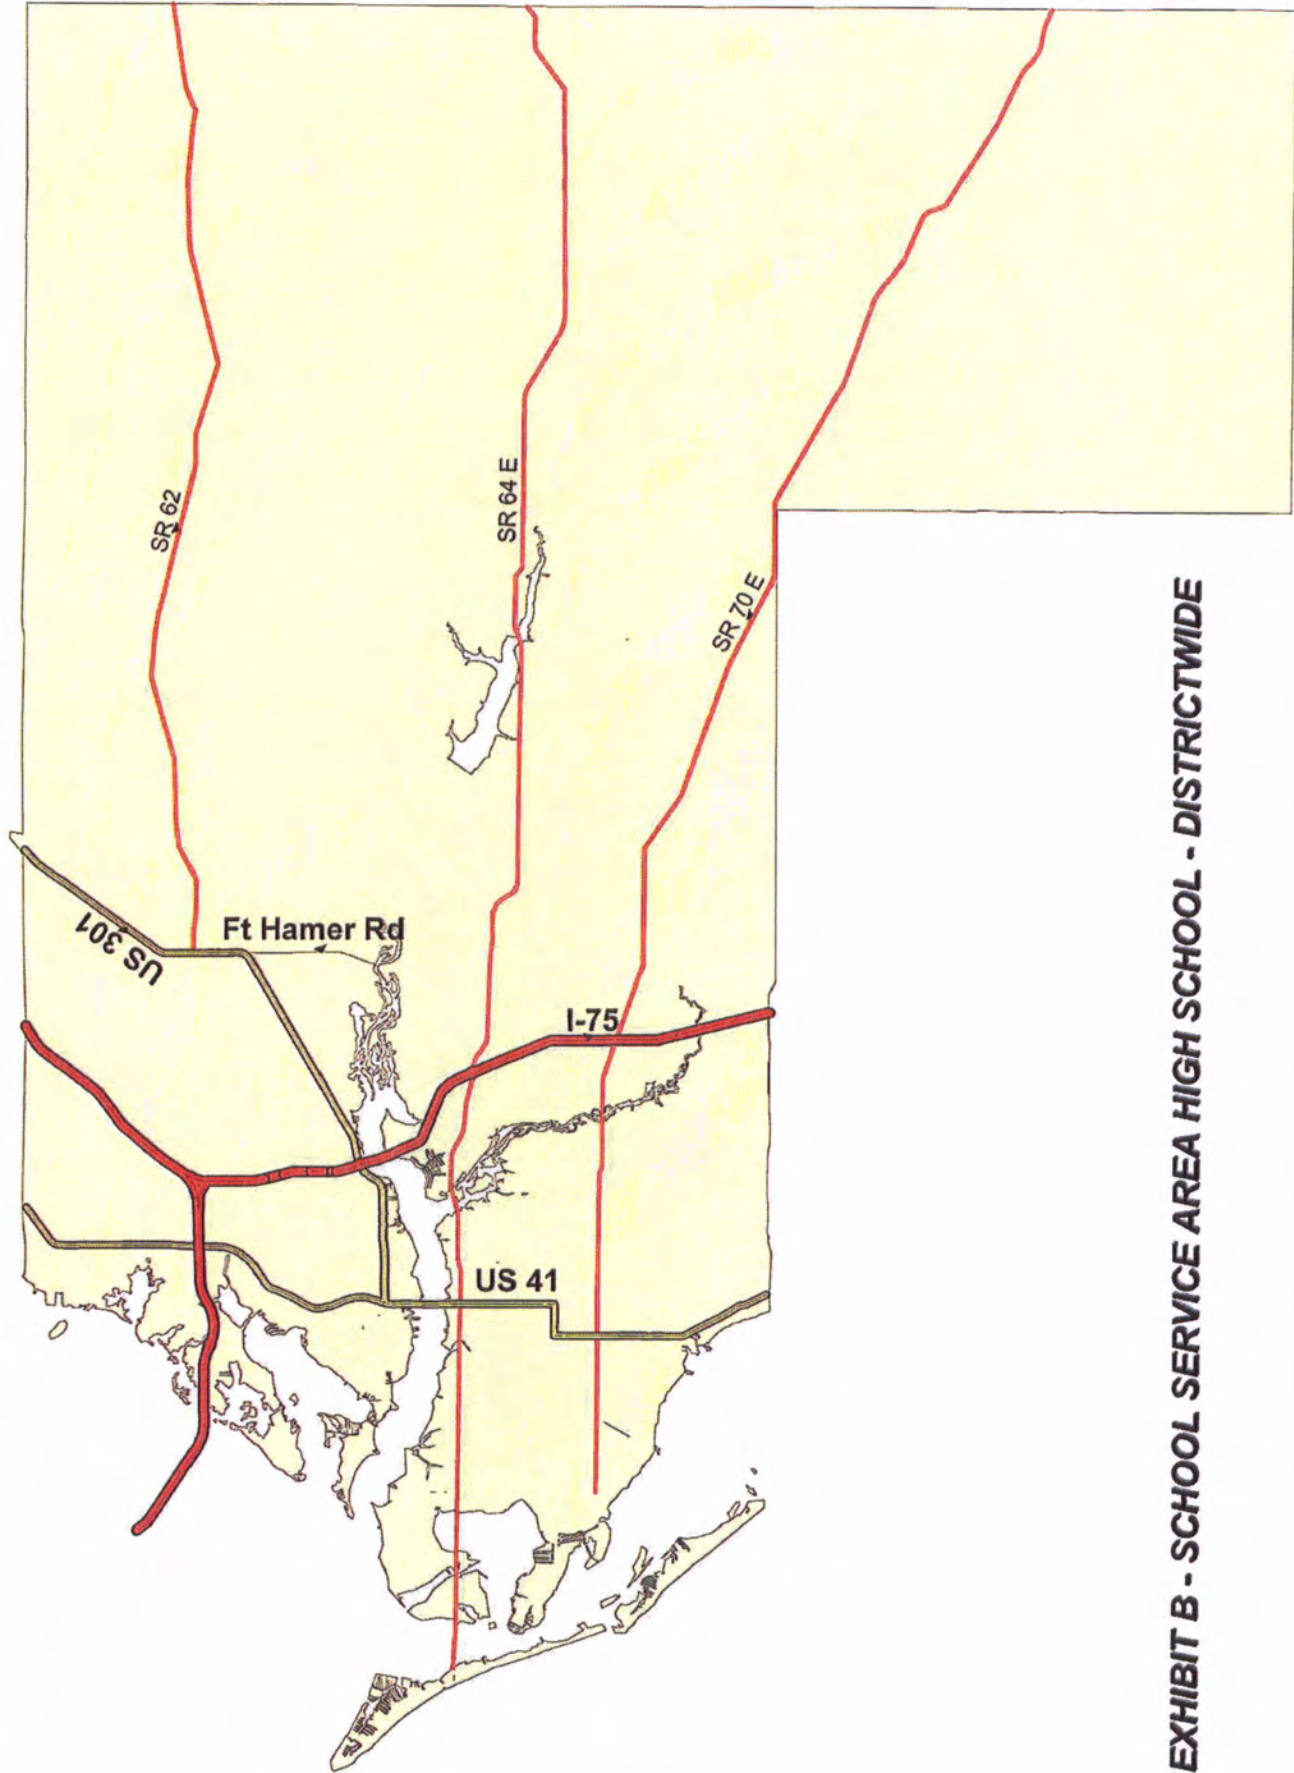 SR 62
SR 64 E
SR 70 E
US 301
Ft Hamer Rd
I-75
US 41
EXHIBIT B - SCHOOL SERVICE AREA HIGH SCHOOL - DISTRICTWIDE